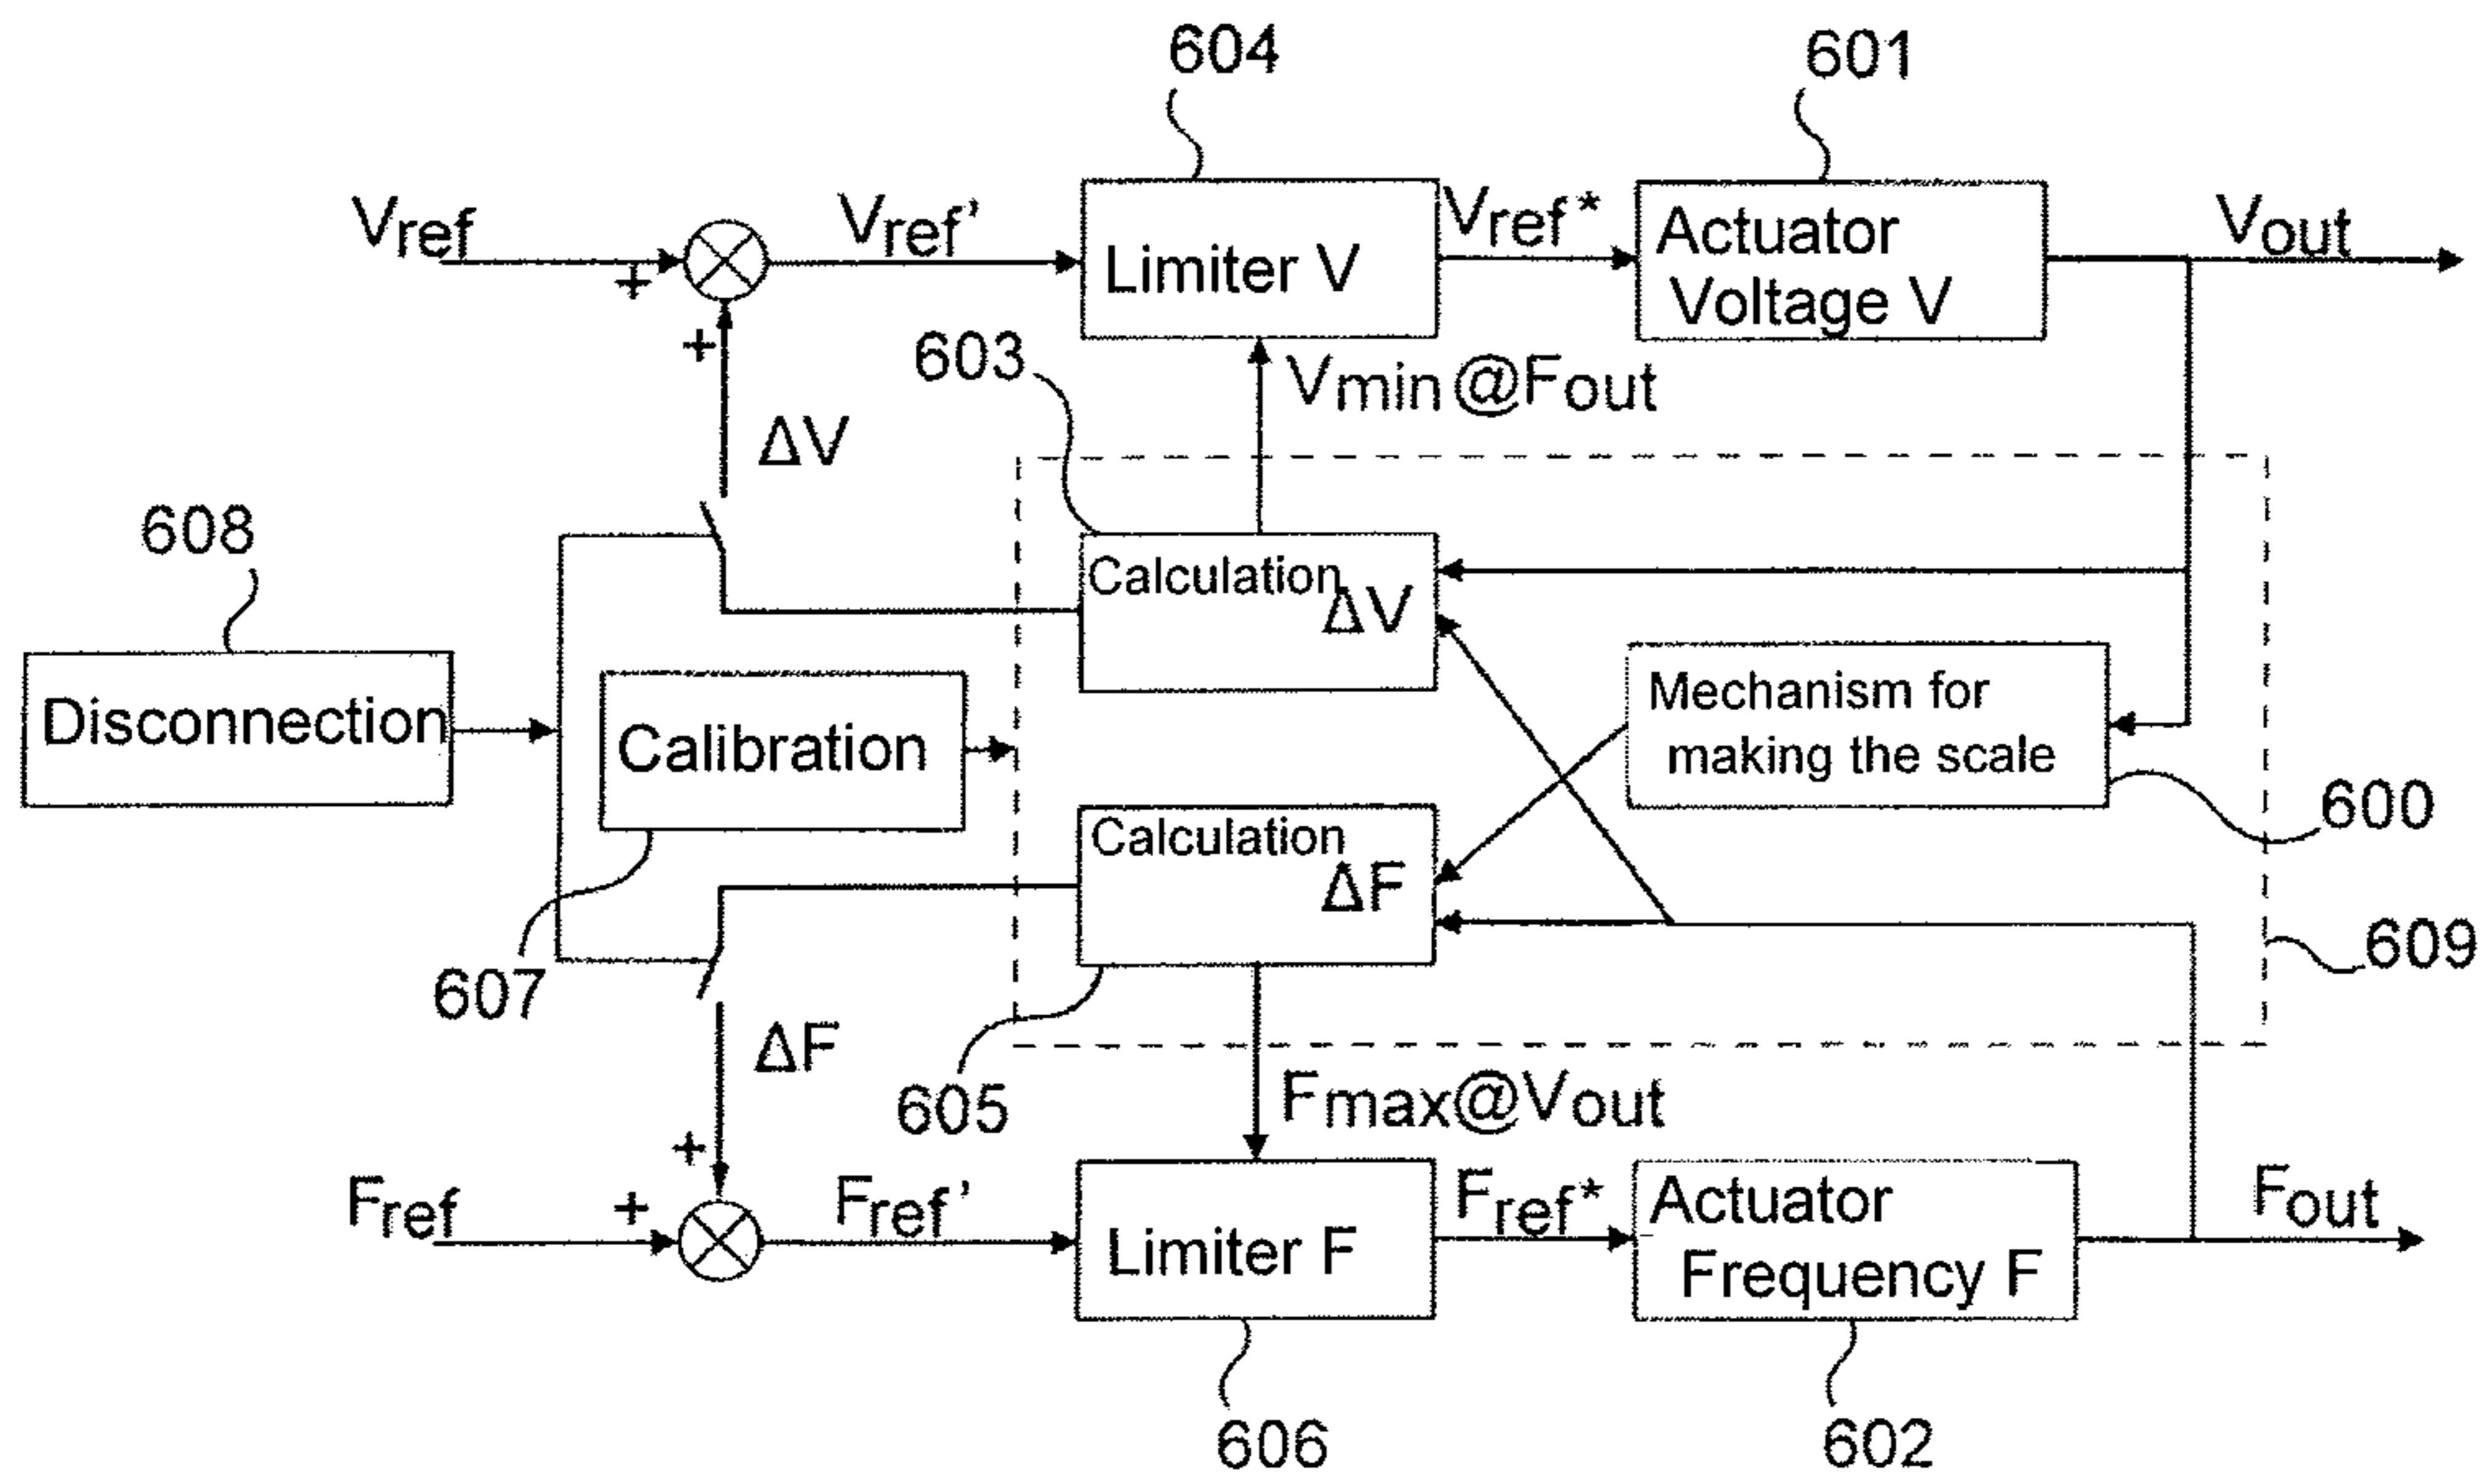 604
601
Vref
+
Vref'
Limiter V
Vref*
Actuator
Voltage V
Vout
+
603
Vmin@Fout
ΔV
608
Calculation
ΔV
Disconnection
Calibration
Mechanism for
making the scale
600
Calculation
ΔF
609
607
ΔF
605
Fmax@Vout
+
Fref
+
Fref'
Limiter F
Fref*
Actuator
Frequency F
Fout
606
602